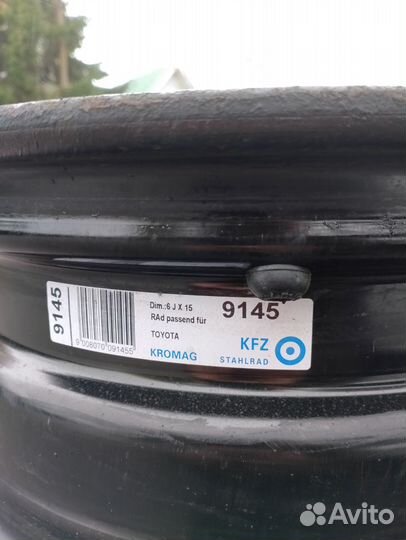 9145
9 008070 091455
Dim.:6 J X 15
RAd passend für
TOYOTA
KROMAG
9145
KFZ
STAHLRAD
Avito